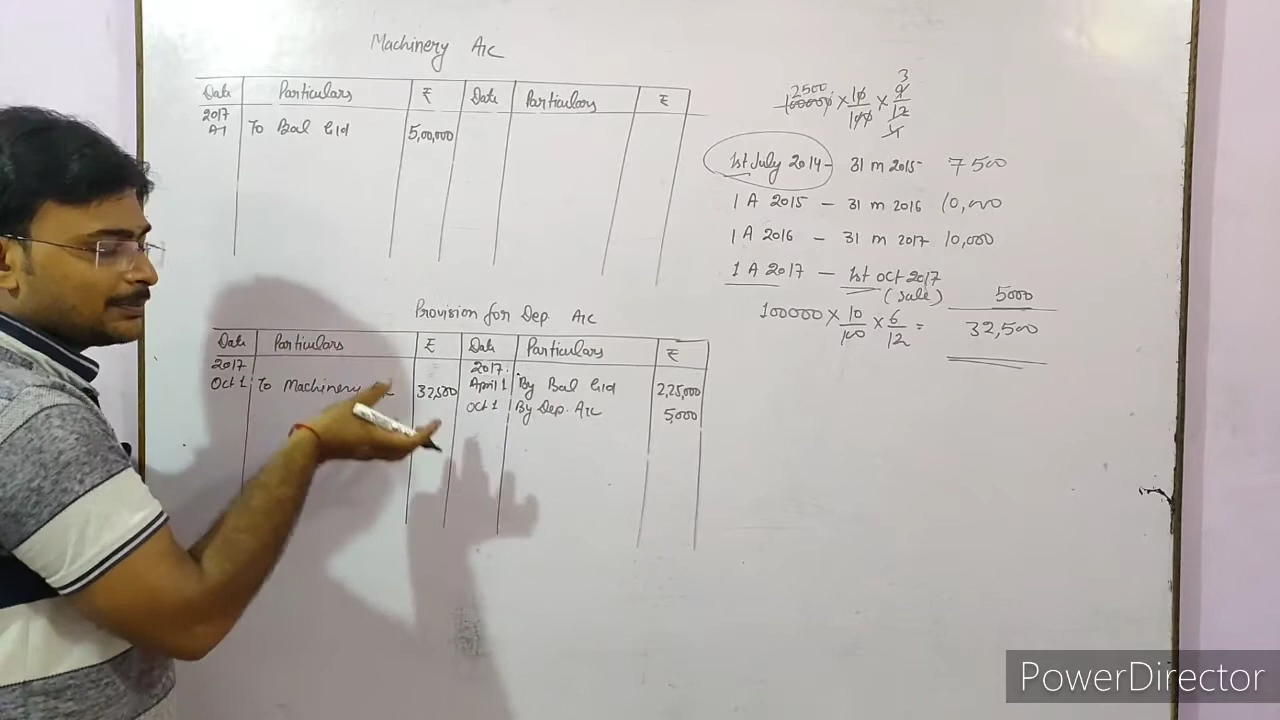 Machinery A/c
Date Particulars ₹ Date Particulars ₹
2017
A1 To Bal b/d 5,00,000
Provision for Dep. A/c
Date Particulars ₹ Date Particulars ₹
2017 2017.
Oct 1 To Machinery 32,500 April 1 By Bal b/d 2,25,000
Oct 1 By Dep. A/c 5,000
2500 3
100000 × 10/100 × 9/12
4
1st July 2014 - 31 m 2015 - 7500
1 A 2015 - 31 m 2016 10,000
1 A 2016 - 31 m 2017 10,000
1 A 2017 - 1st Oct 2017
(sale) 5000
100000 × 10/100 × 6/12 = 32,500
PowerDirector